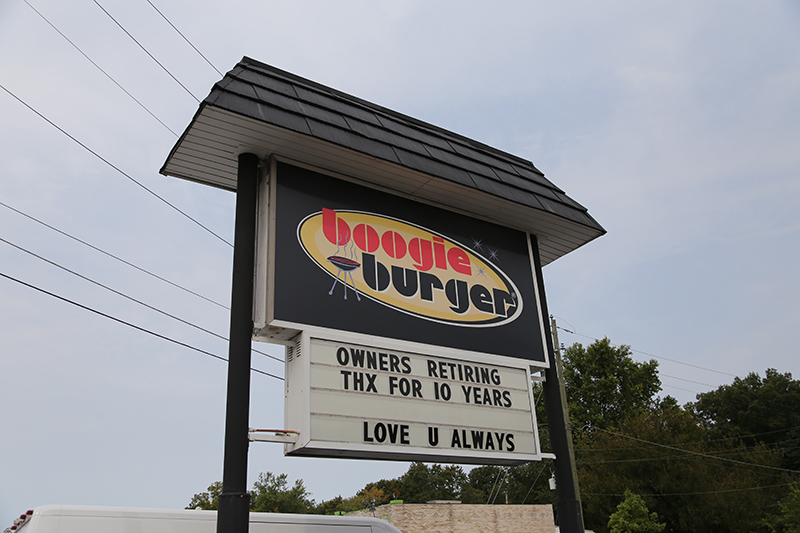 boogie
burger
OWNERS RETIRING
THX FOR 10 YEARS
LOVE U ALWAYS